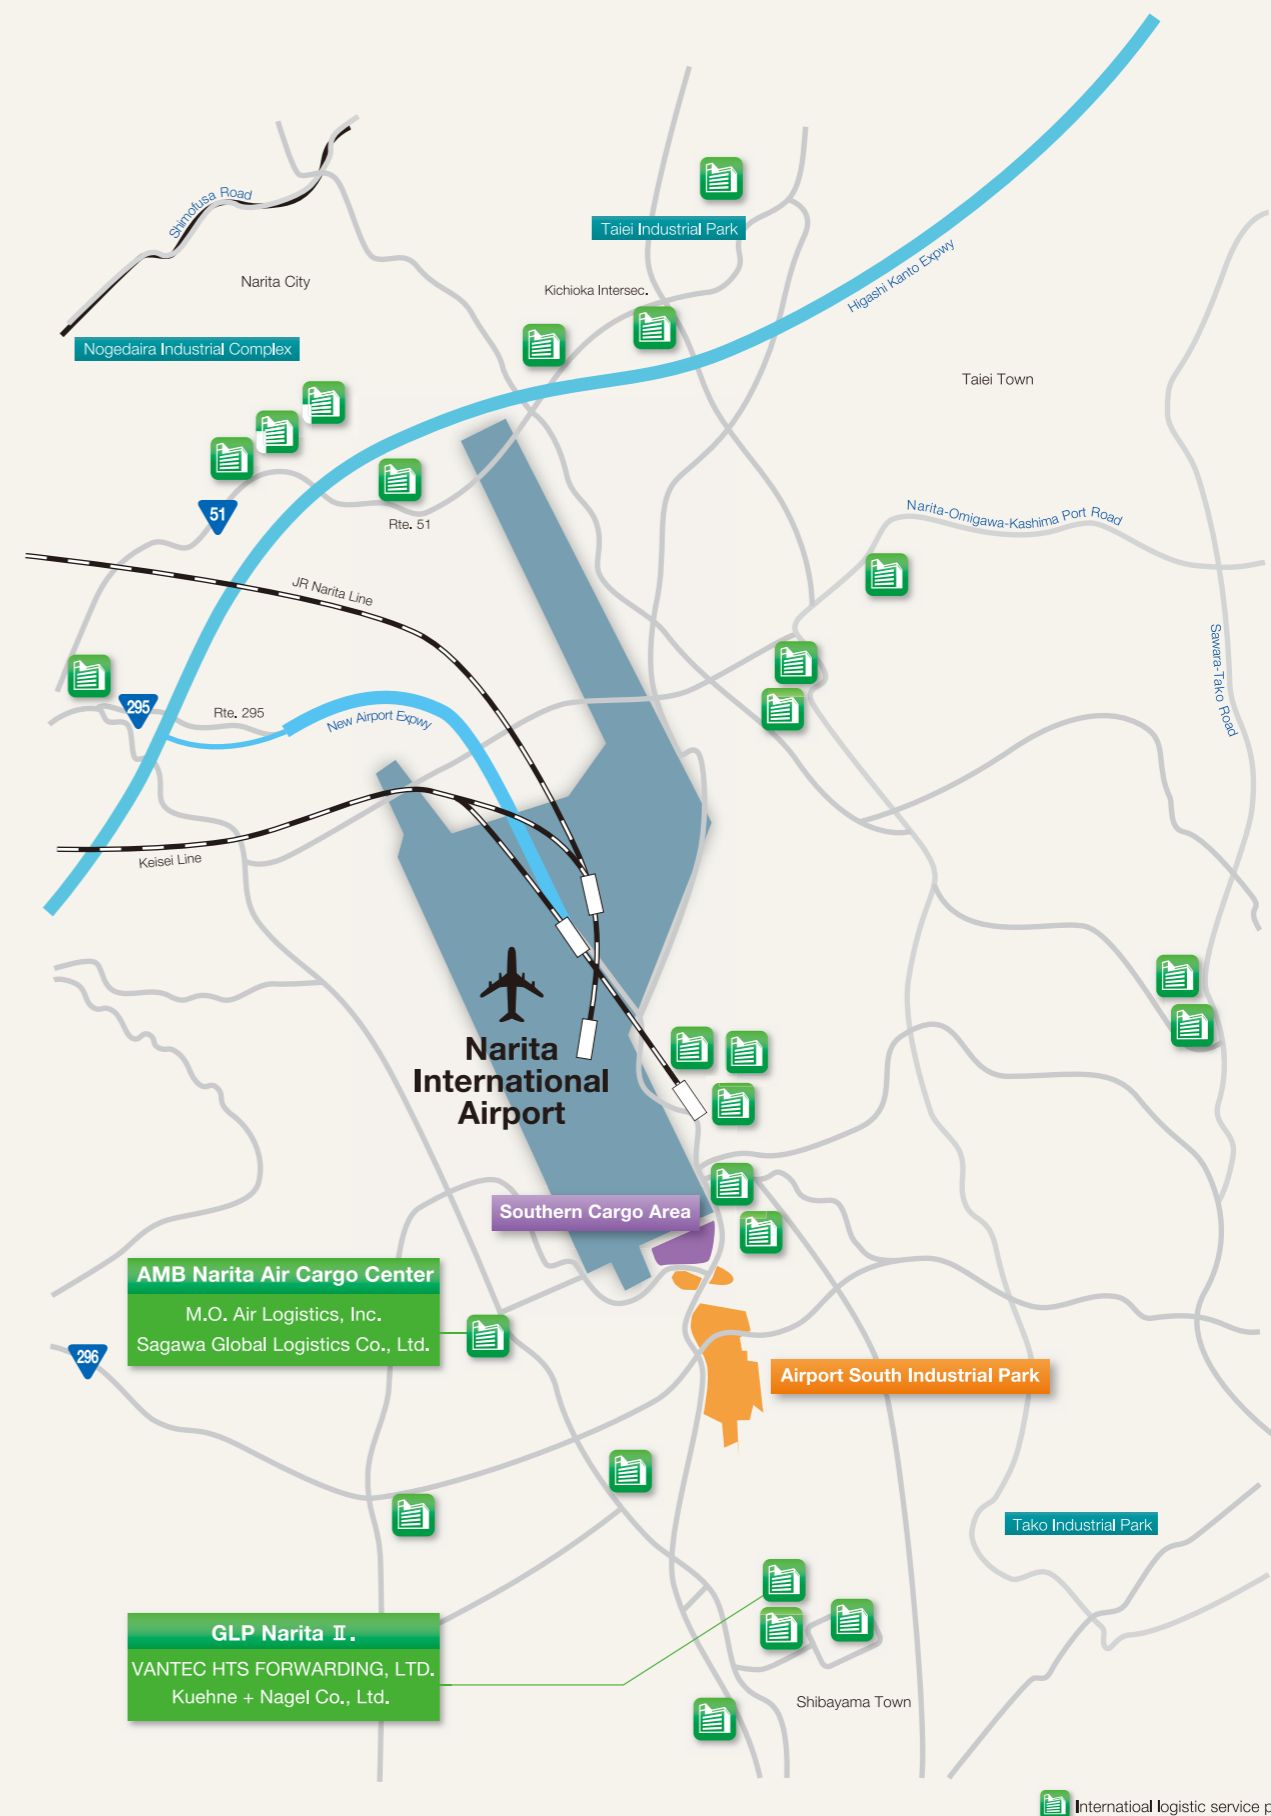 Shimofusa Road
Taiei Industrial Park
Higashi Kanto Expwy
Narita City
Kichioka Intersec.
Nogedaira Industrial Complex
Taiei Town
51
Rte. 51
Narita-Omigawa-Kashima Port Road
JR Narita Line
Sawara-Tako Road
295
Rte. 295
New Airport Expwy
Keisei Line
Narita
International
Airport
Southern Cargo Area
AMB Narita Air Cargo Center
M.O. Air Logistics, Inc.
Sagawa Global Logistics Co., Ltd.
296
Airport South Industrial Park
Tako Industrial Park
GLP Narita Ⅱ.
VANTEC HTS FORWARDING, LTD.
Kuehne + Nagel Co., Ltd.
Shibayama Town
Internatioal logistic service p